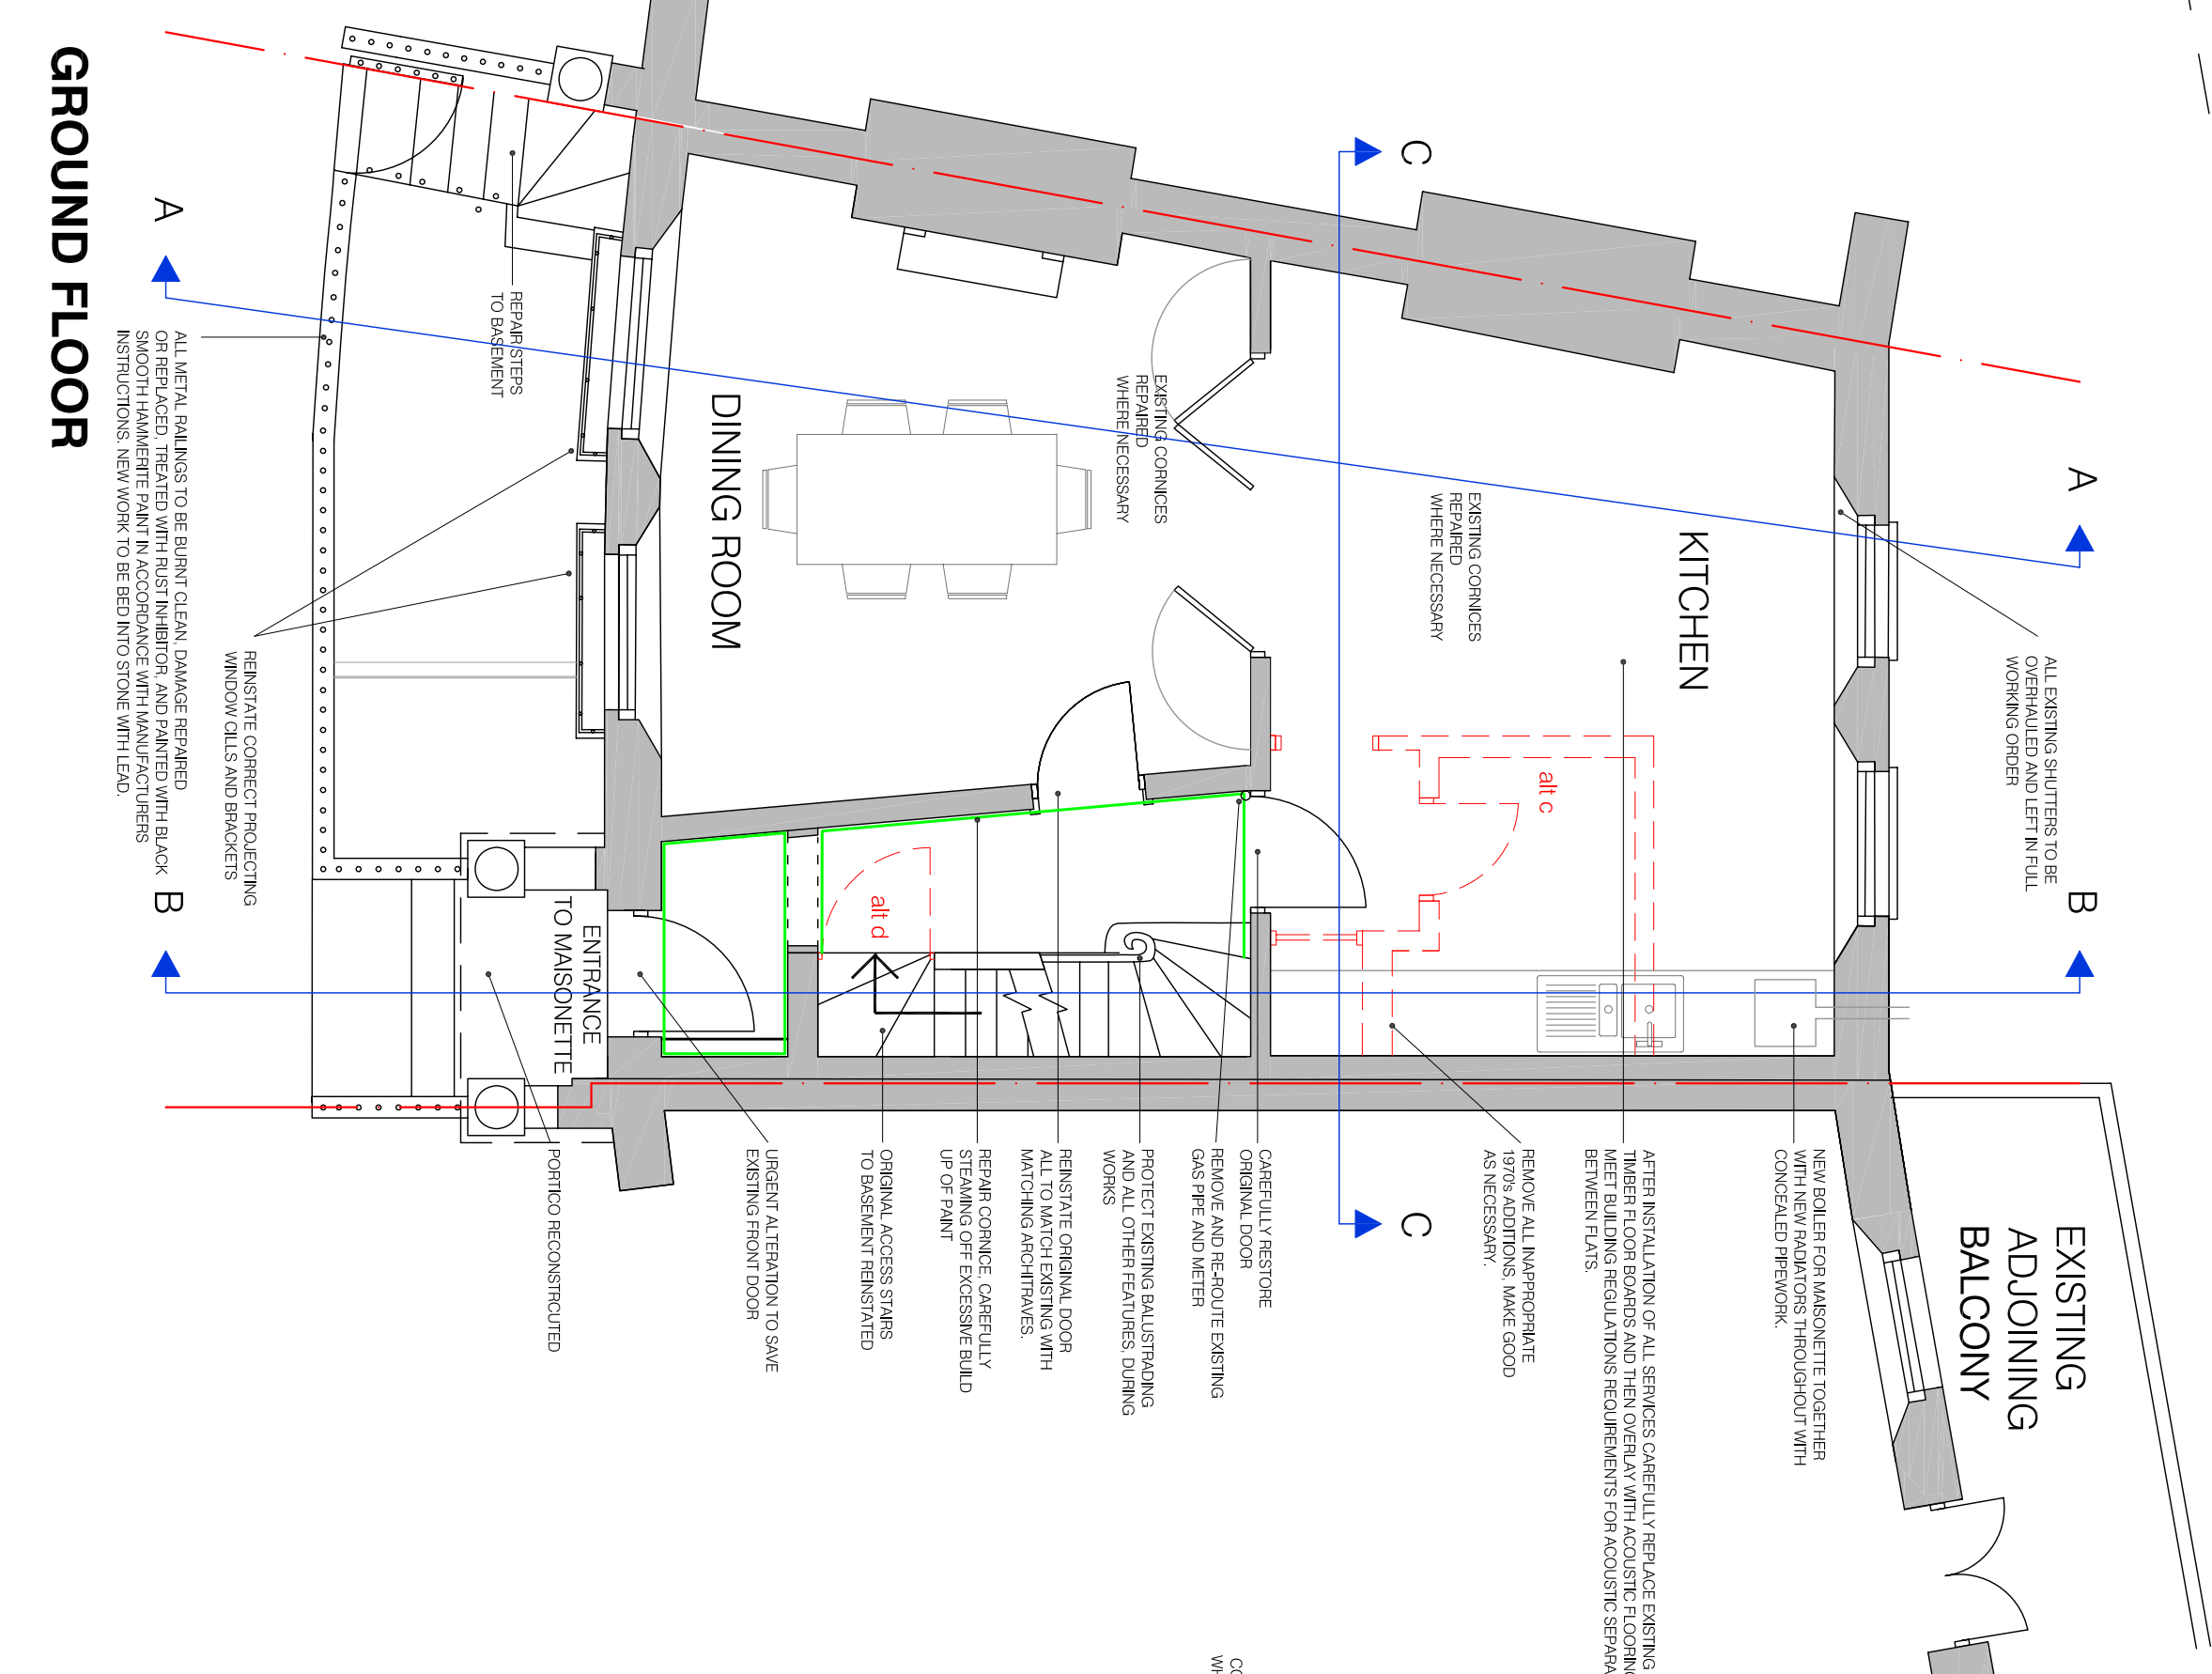 EXISTING
ADJOINING
BALCONY
A
B
ALL EXISTING SHUTTERS TO BE
OVERHAULED AND LEFT IN FULL
WORKING ORDER
NEW BOILER FOR MAISONETTE TOGETHER
WITH NEW RADIATORS THROUGHOUT WITH
CONCEALED PIPEWORK.
KITCHEN
AFTER INSTALLATION OF ALL SERVICES CAREFULLY REPLACE EXISTING
TIMBER FLOOR BOARDS AND THEN OVERLAY WITH ACOUSTIC FLOORING
MEET BUILDING REGULATIONS REQUIREMENTS FOR ACOUSTIC SEPARA
BETWEEN FLATS.
alt c
REMOVE ALL INAPPROPRIATE
1970's ADDITIONS, MAKE GOOD
AS NECESSARY.
EXISTING CORNICES
REPAIRED
WHERE NECESSARY
C
C
CAREFULLY RESTORE
ORIGINAL DOOR
REMOVE AND RE-ROUTE EXISTING
GAS PIPE AND METER
EXISTING CORNICES
REPAIRED
WHERE NECESSARY
PROTECT EXISTING BALUSTRADING
AND ALL OTHER FEATURES, DURING
WORKS
REINSTATE ORIGINAL DOOR
ALL TO MATCH EXISTING WITH
MATCHING ARCHITRAVES.
REPAIR CORNICE, CAREFULLY
STEAMING OFF EXCESSIVE BUILD
UP OF PAINT
alt d
ORIGINAL ACCESS STAIRS
TO BASEMENT REINSTATED
DINING ROOM
URGENT ALTERATION TO SAVE
EXISTING FRONT DOOR
ENTRANCE
TO MAISONETTE
PORTICO RECONSTRCUTED
REPAIR STEPS
TO BASEMENT
REINSTATE CORRECT PROJECTING
WINDOW CILLS AND BRACKETS
A
B
ALL METAL RAILINGS TO BE BURNT CLEAN, DAMAGE REPAIRED
OR REPLACED, TREATED WITH RUST INHIBITOR, AND PAINTED WITH BLACK
SMOOTH HAMMERITE PAINT IN ACCORDANCE WITH MANUFACTURERS
INSTRUCTIONS. NEW WORK TO BE BED INTO STONE WITH LEAD.
GROUND FLOOR